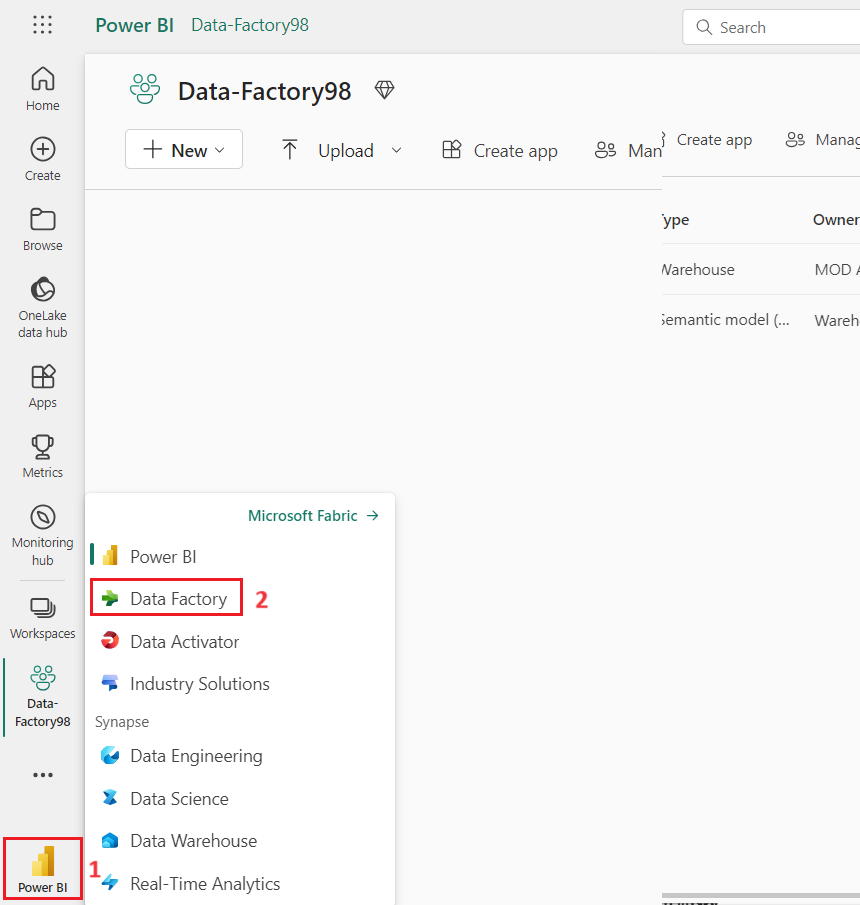 Power BI Data-Factory98
Search
Home
Create
Browse
OneLake
data hub
Apps
Metrics
Monitoring
hub
Workspaces
Data-
Factory98
Power BI
1
Data-Factory98
New
Upload
Create app
Man
Create app
Manag
ype
Owner
Warehouse
MOD A
Semantic model (...
Wareh
Microsoft Fabric
Power BI
Data Factory
2
Data Activator
Industry Solutions
Synapse
Data Engineering
Data Science
Data Warehouse
Real-Time Analytics